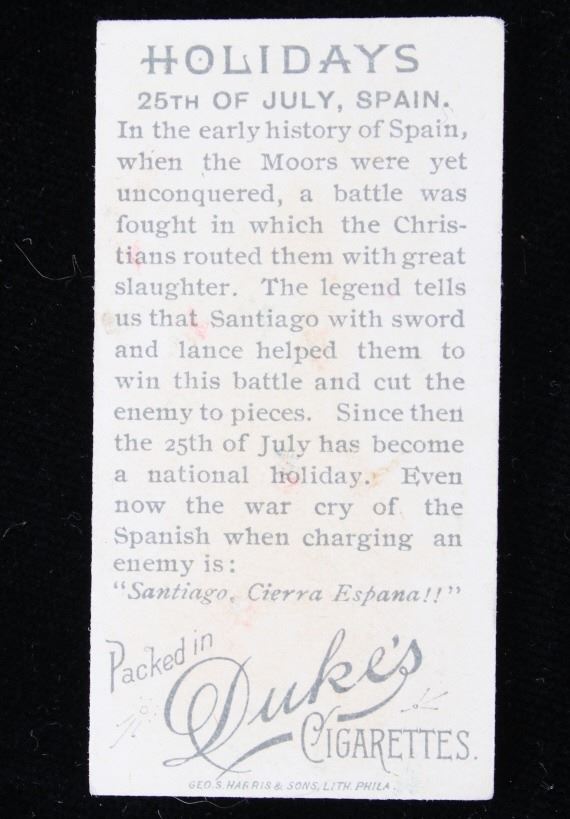 HOLIDAYS
25TH OF JULY, SPAIN.
In the early history of Spain,
when the Moors were yet
unconquered, a battle was
fought in which the Chris-
tians routed them with great
slaughter. The legend tells
us that Santiago with sword
and lance helped them to
win this battle and cut the
enemy to pieces. Since then
the 25th of July has become
a national holiday. Even
now the war cry of the
Spanish when charging an
enemy is:
"Santiago, Cierra Espana!!"
Packed in
Duke's
CIGARETTES.
GEO. S. HARRIS & SONS, LITH. PHILA.